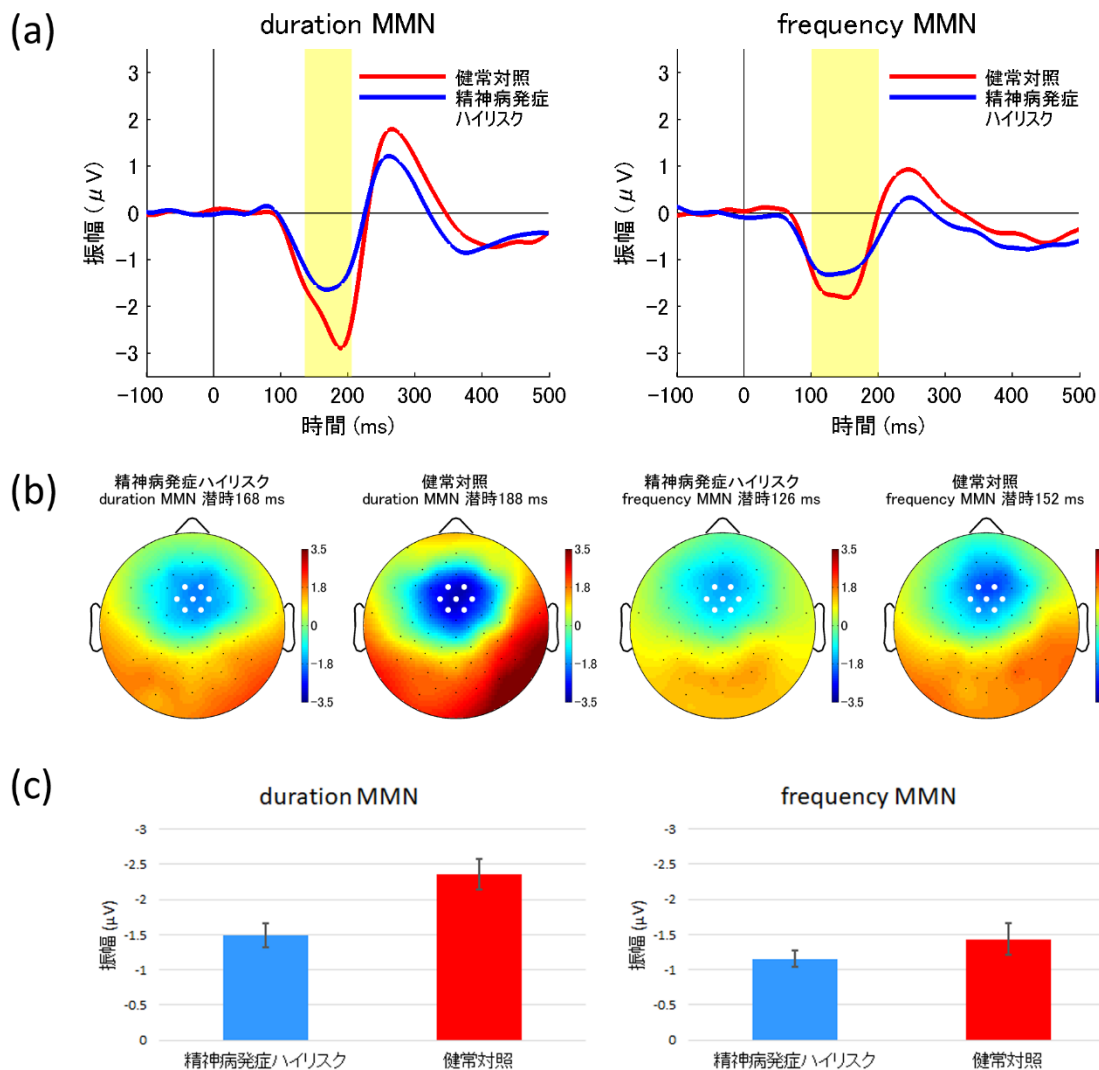 (a)
duration MMN
健常対照
精神病発症
ハイリスク
3
2
1
0
-1
-2
-3
振幅 (μV)
-100 0 100 200 300 400 500
時間 (ms)
frequency MMN
健常対照
精神病発症
ハイリスク
3
2
1
0
-1
-2
-3
振幅 (μV)
-100 0 100 200 300 400 500
時間 (ms)
(b)
精神病発症ハイリスク
duration MMN 潜時168 ms
3.5
1.8
0
-1.8
-3.5
健常対照
duration MMN 潜時188 ms
3.5
1.8
0
-1.8
-3.5
精神病発症ハイリスク
frequency MMN 潜時126 ms
3.5
1.8
0
-1.8
-3.5
健常対照
frequency MMN 潜時152 ms
(c)
duration MMN
-3
-2.5
-2
-1.5
-1
-0.5
0
振幅 (μV)
精神病発症ハイリスク 健常対照
frequency MMN
-3
-2.5
-2
-1.5
-1
-0.5
0
振幅 (μV)
精神病発症ハイリスク 健常対照